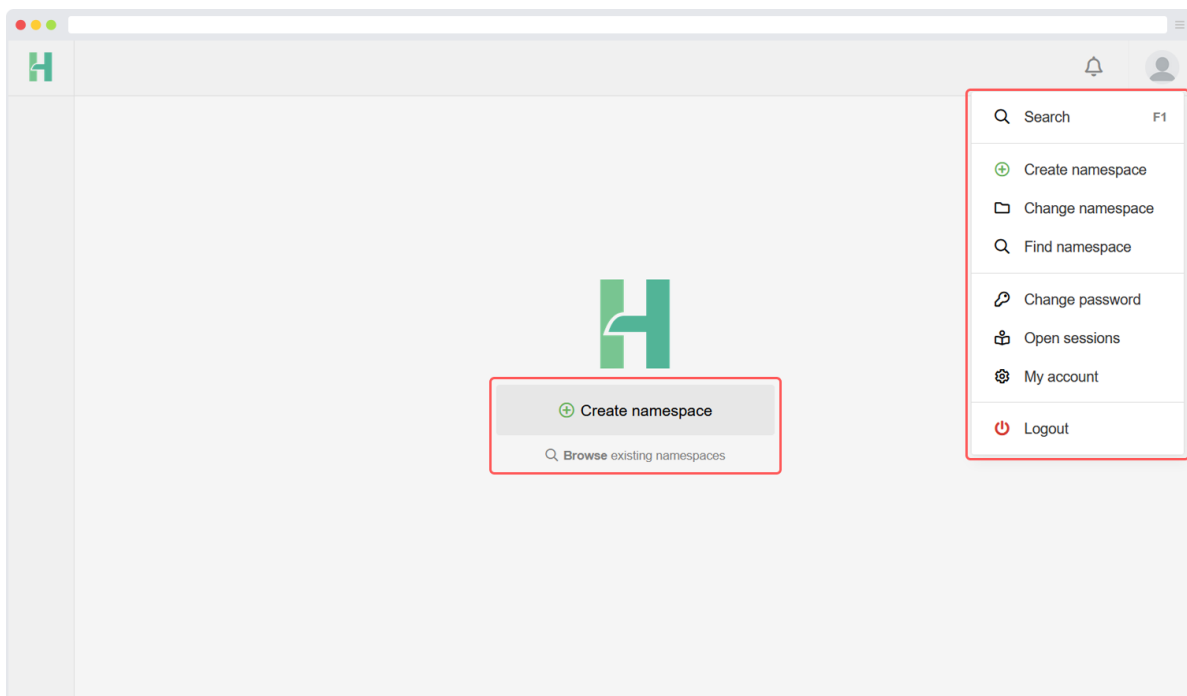 Search F1
Create namespace
Change namespace
Find namespace
Change password
Open sessions
My account
Logout
Create namespace
Browse existing namespaces